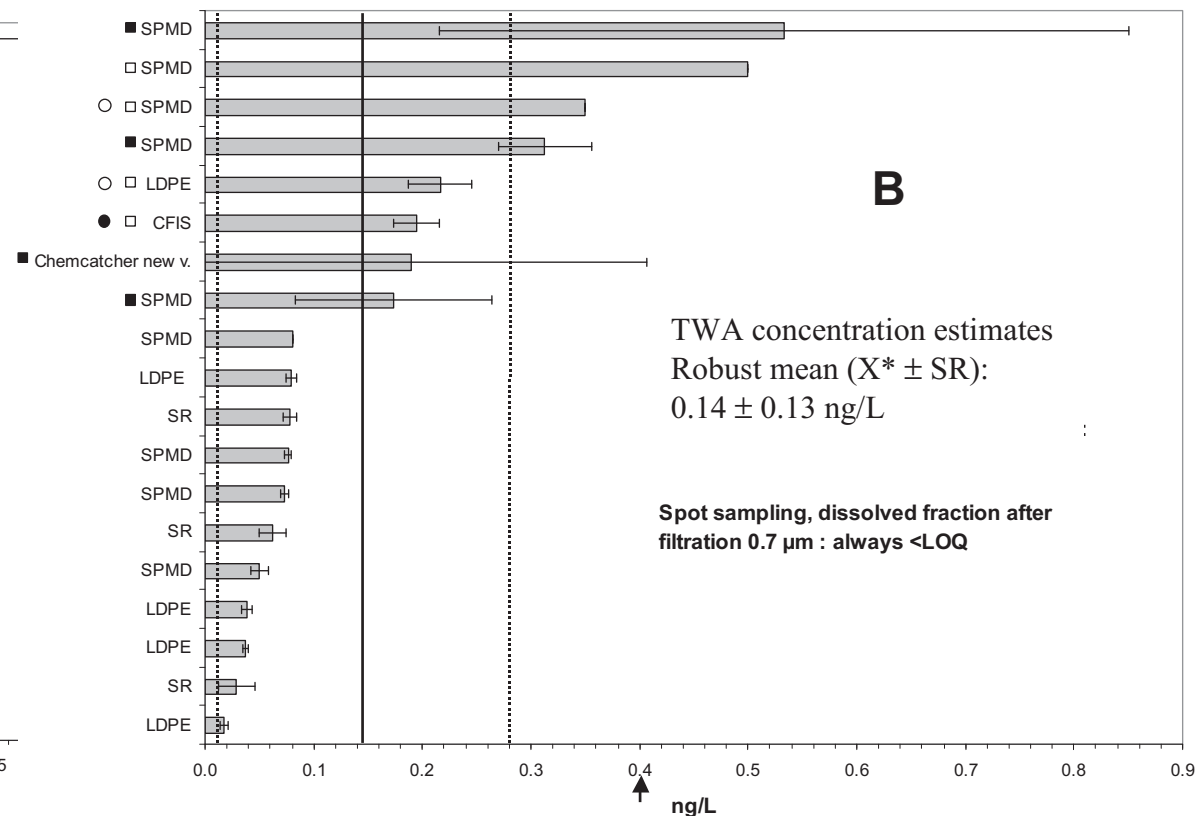 ■ SPMD
□ SPMD
○ □ SPMD
■ SPMD
○ □ LDPE
● □ CFIS
■ Chemcatcher new v.
■ SPMD
SPMD
LDPE
SR
SPMD
SPMD
SR
SPMD
LDPE
LDPE
SR
LDPE
B
TWA concentration estimates
Robust mean (X* ± SR):
0.14 ± 0.13 ng/L
Spot sampling, dissolved fraction after
filtration 0.7 µm : always <LOQ
5
0.0 0.1 0.2 0.3 0.4 0.5 0.6 0.7 0.8 0.9
ng/L